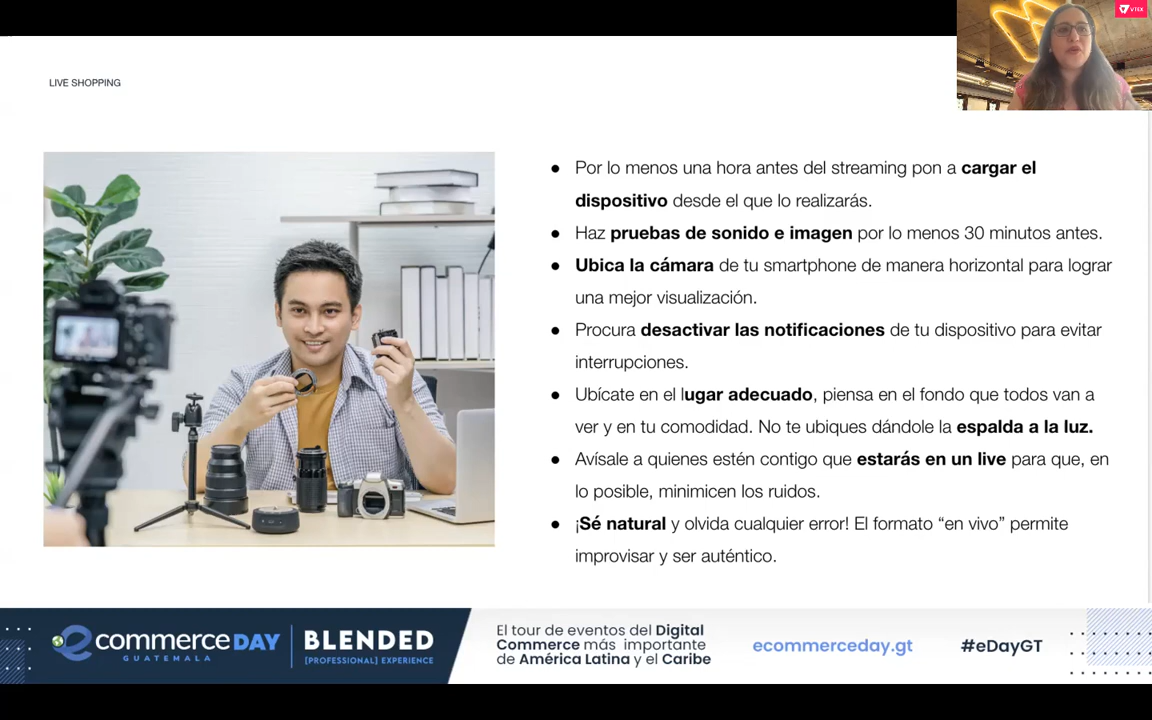 VTEX
LIVE SHOPPING
● Por lo menos una hora antes del streaming pon a cargar el
dispositivo desde el que lo realizarás.
● Haz pruebas de sonido e imagen por lo menos 30 minutos antes.
● Ubica la cámara de tu smartphone de manera horizontal para lograr
una mejor visualización.
● Procura desactivar las notificaciones de tu dispositivo para evitar
interrupciones.
● Ubícate en el lugar adecuado, piensa en el fondo que todos van a
ver y en tu comodidad. No te ubiques dándole la espalda a la luz.
● Avísale a quienes estén contigo que estarás en un live para que, en
lo posible, minimicen los ruidos.
● ¡Sé natural y olvida cualquier error! El formato “en vivo” permite
improvisar y ser auténtico.
ecommerce DAY
GUATEMALA
BLENDED
[PROFESSIONAL] EXPERIENCE
El tour de eventos del Digital
Commerce más importante
de América Latina y el Caribe
ecommerceday.gt
#eDayGT